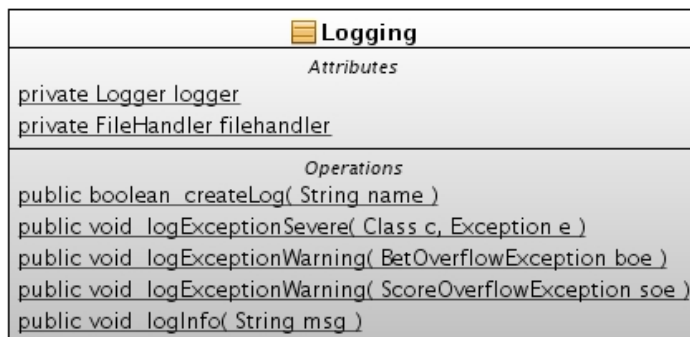 Logging
Attributes
private Logger logger
private FileHandler filehandler
Operations
public boolean createLog( String name )
public void logExceptionSevere( Class c, Exception e )
public void logExceptionWarning( BetOverflowException boe )
public void logExceptionWarning( ScoreOverflowException soe )
public void logInfo( String msg )